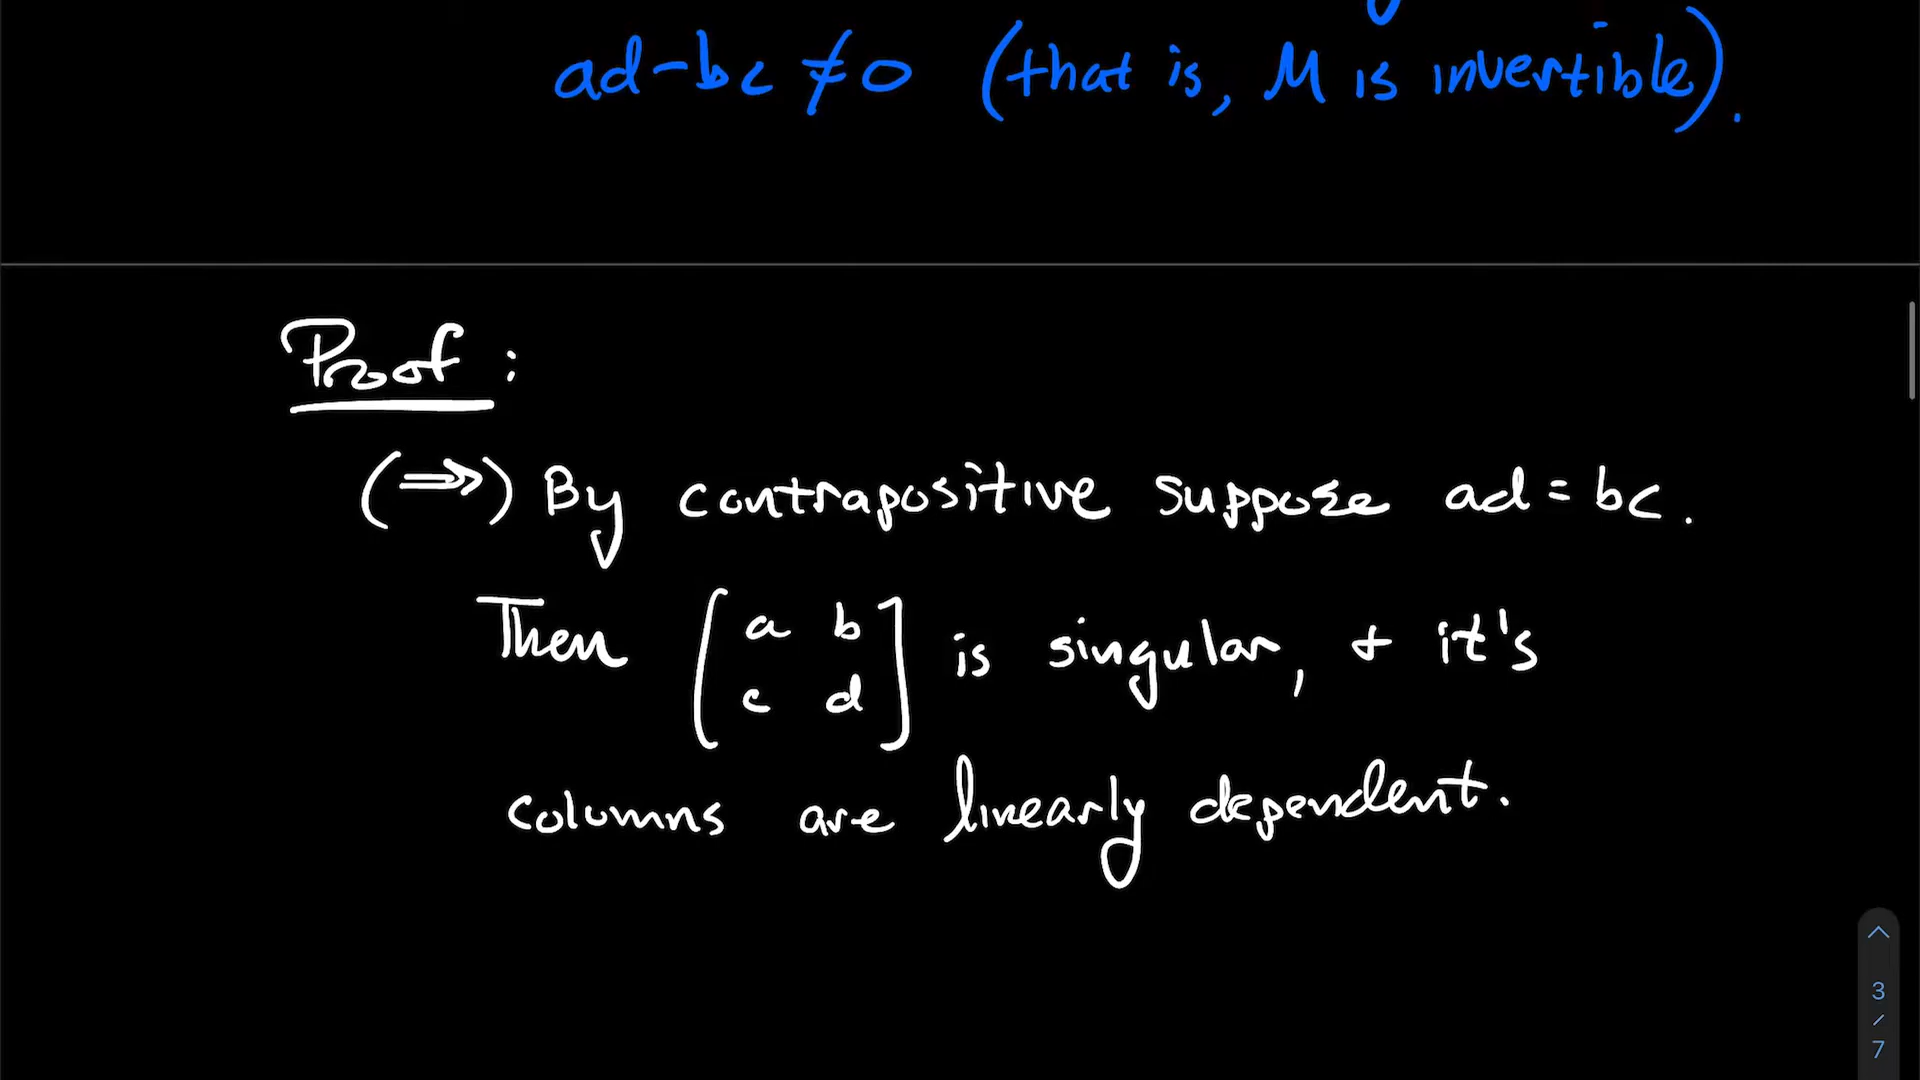 ad-bc ≠ 0 (that is, M is invertible).
Proof:
(⇒) By contrapositive suppose ad = bc.
Then [a b
c d] is singular, + it's
columns are linearly dependent.
3
/
7